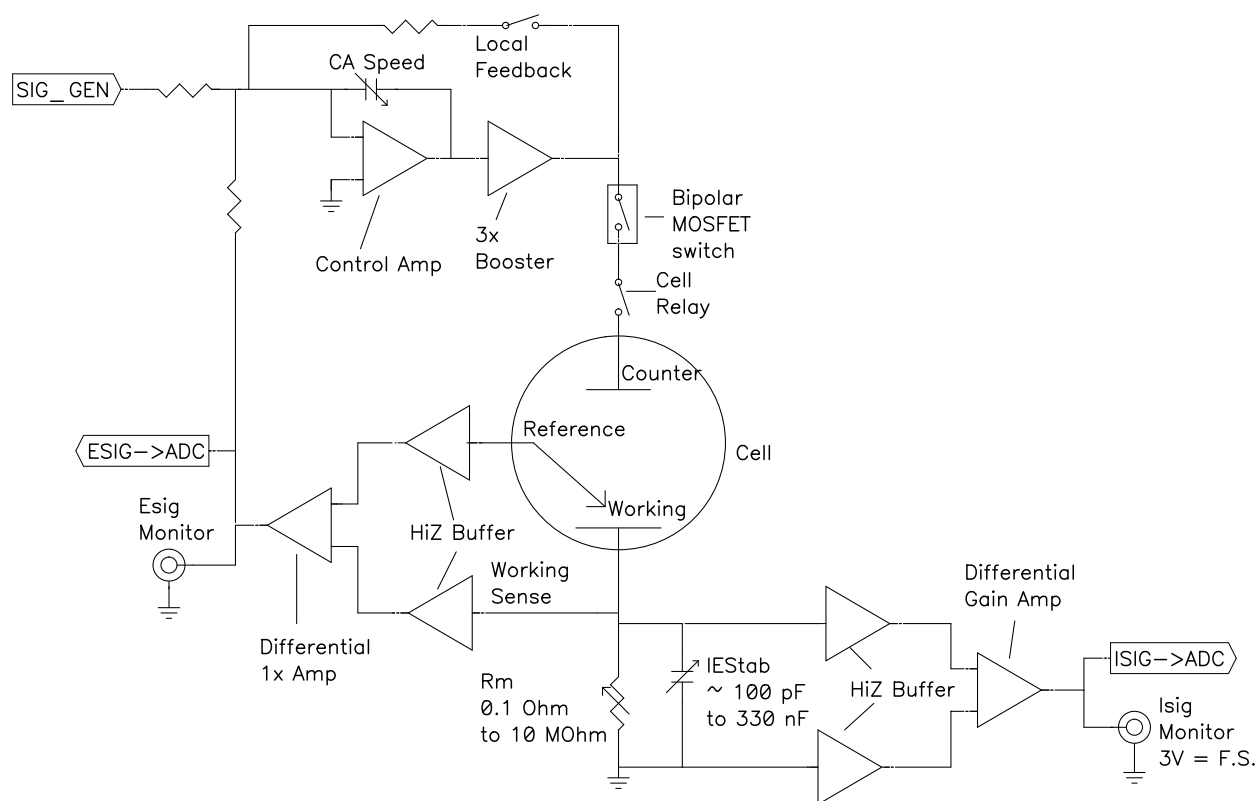 Local
Feedback
CA Speed
SIG_GEN
Bipolar
MOSFET
switch
3x
Booster
Control Amp
Cell
Relay
Counter
Reference
Cell
ESIG->ADC
Esig
Monitor
Working
HiZ Buffer
Working
Sense
Differential
Gain Amp
Differential
1x Amp
IEStab
~ 100 pF
to 330 nF
Rm
0.1 Ohm
to 10 MOhm
HiZ Buffer
ISIG->ADC
Isig
Monitor
3V = F.S.